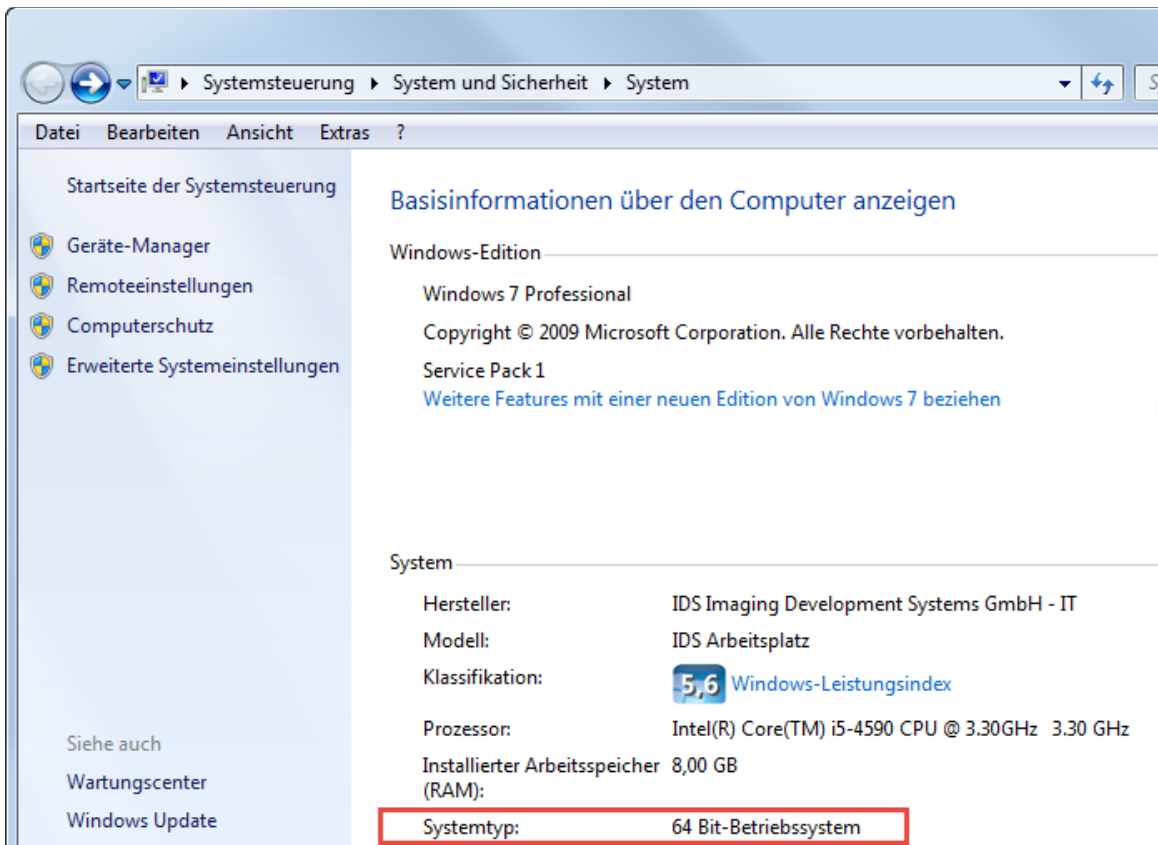 Systemsteuerung ▸ System und Sicherheit ▸ System
Datei Bearbeiten Ansicht Extras ?
Startseite der Systemsteuerung
Geräte-Manager
Remoteeinstellungen
Computerschutz
Erweiterte Systemeinstellungen
Siehe auch
Wartungscenter
Windows Update
Basisinformationen über den Computer anzeigen
Windows-Edition
Windows 7 Professional
Copyright © 2009 Microsoft Corporation. Alle Rechte vorbehalten.
Service Pack 1
Weitere Features mit einer neuen Edition von Windows 7 beziehen
System
Hersteller: IDS Imaging Development Systems GmbH - IT
Modell: IDS Arbeitsplatz
Klassifikation: 5,6 Windows-Leistungsindex
Prozessor: Intel(R) Core(TM) i5-4590 CPU @ 3.30GHz 3.30 GHz
Installierter Arbeitsspeicher 8,00 GB
(RAM):
Systemtyp: 64 Bit-Betriebssystem